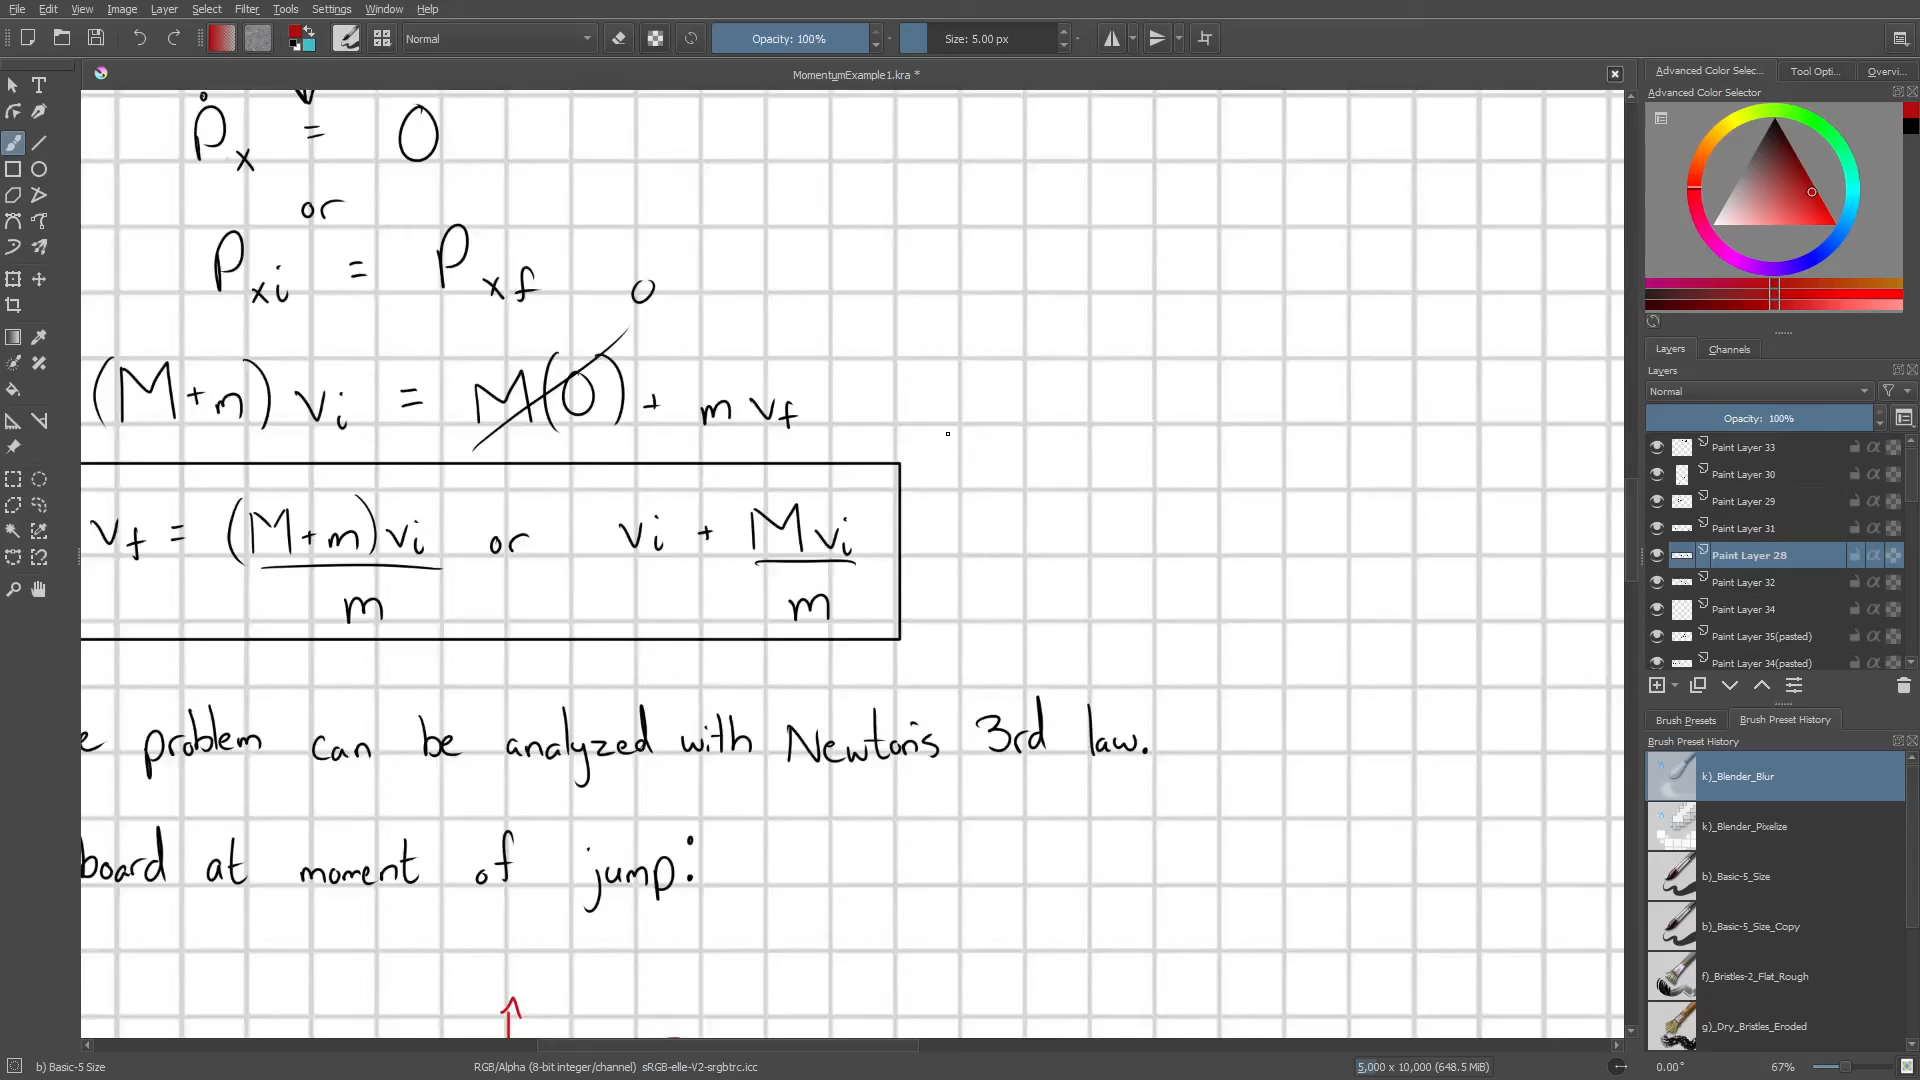 File Edit View Image Layer Select Filter Tools Settings Window Help
Normal
Opacity: 100%
Size: 5.00 px
MomentumExample1.kra *
Advanced Color Selec... Tool Opti... Overvi...
Advanced Color Selector
Ṗx = 0
or
Pxi = Pxf
0
(M+m) vi = M(0) + m vf
vf = (M+m)vi or vi + M vi
m m
e problem can be analyzed with Newton's 3rd law.
board at moment of jump:
Layers Channels
Layers
Normal
Opacity: 100%
Paint Layer 33
Paint Layer 30
Paint Layer 29
Paint Layer 31
Paint Layer 28
Paint Layer 32
Paint Layer 34
Paint Layer 35(pasted)
Paint Layer 34(pasted)
Brush Presets Brush Preset History
Brush Preset History
k)_Blender_Blur
k)_Blender_Pixelize
b)_Basic-5_Size
b)_Basic-5_Size_Copy
f)_Bristles-2_Flat_Rough
g)_Dry_Bristles_Eroded
b) Basic-5 Size
RGB/Alpha (8-bit integer/channel) sRGB-elle-V2-srgbtrc.icc
5,000 x 10,000 (648.5 MiB)
0.00°
67%